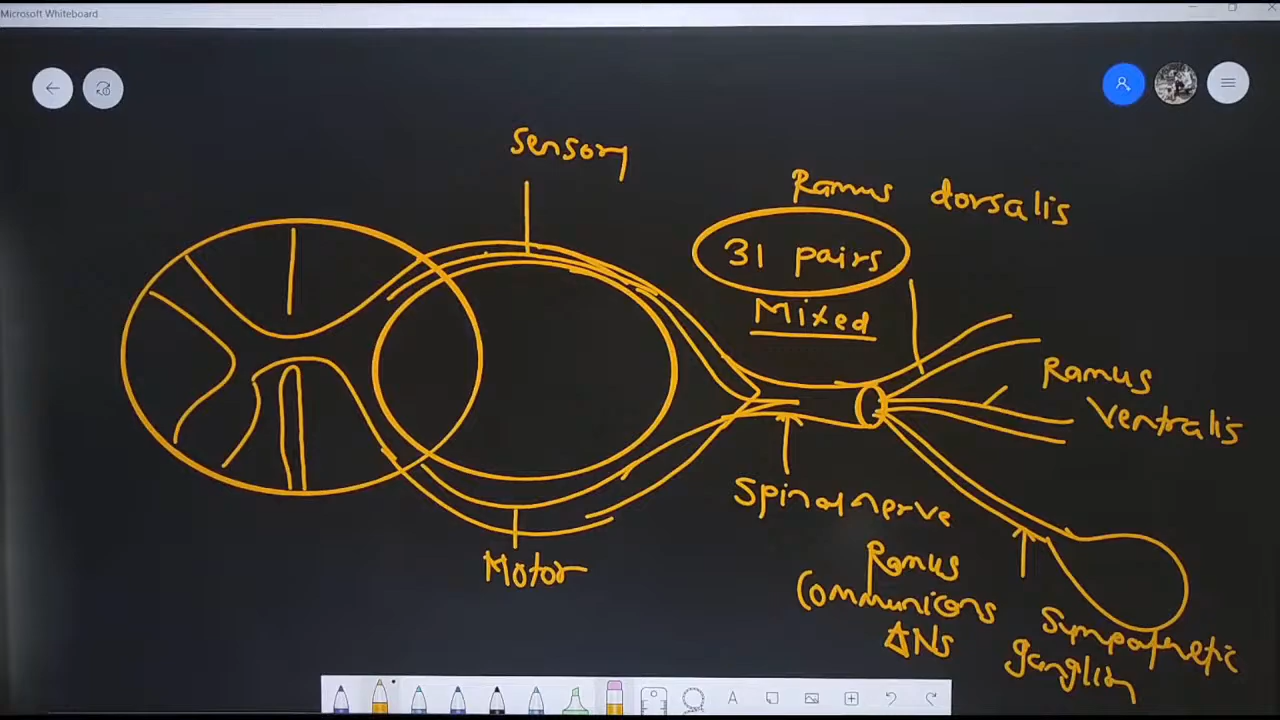 Microsoft Whiteboard
Sensory
Ramus dorsalis
31 pairs
Mixed
Ramus
ventralis
Spinal nerve
Motor
Ramus
Communicans
ANS
Sympathetic
ganglion
A